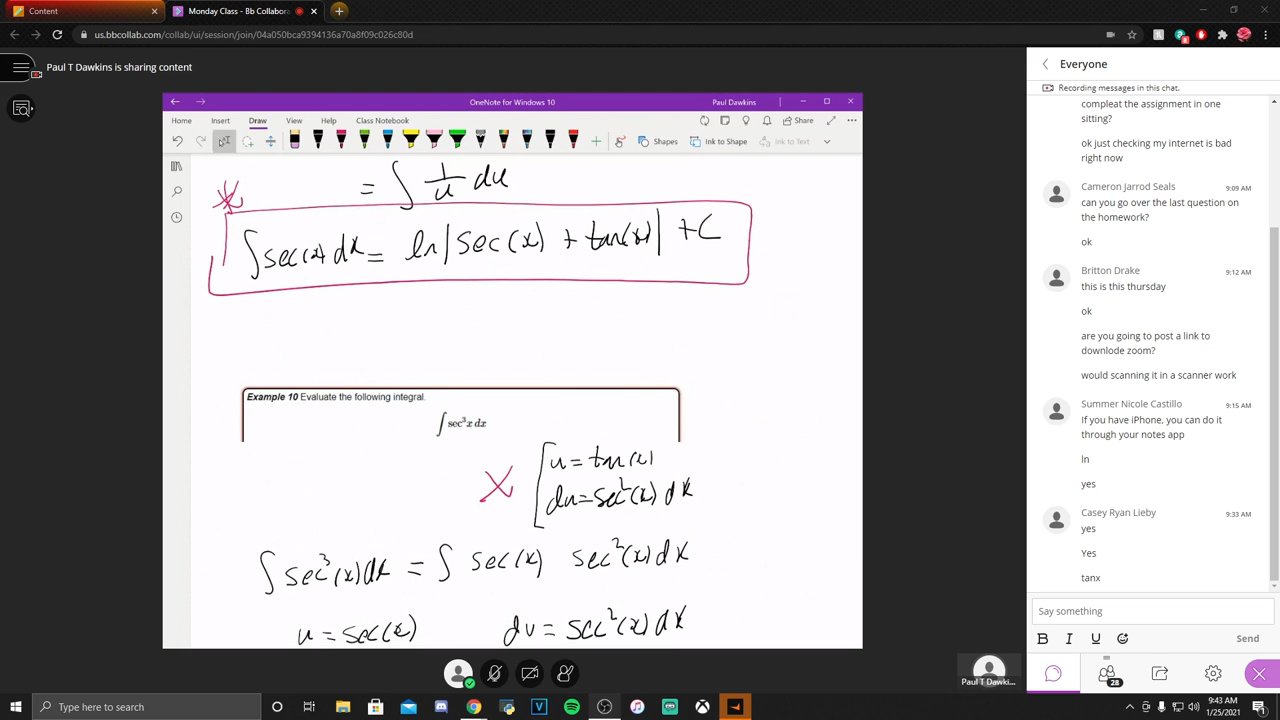 Content
Monday Class - Bb Collabora
us.bbcollab.com/collab/ui/session/join/04a050bca9394136a70a8f09c026c80d
Paul T Dawkins is sharing content
OneNote for Windows 10
Paul Dawkins
Home Insert Draw View Help Class Notebook
Share
Shapes Ink to Shape Ink to Text
= ∫ 1/u du
∫ sec(x) dx = ln|sec(x) + tan(x)| + C
Example 10 Evaluate the following integral.
∫ sec³x dx
u = tan(x)
du = sec²(x) dx
∫ sec³(x) dx = ∫ sec(x) sec²(x) dx
u = sec(x) dv = sec²(x) dx
Paul T Dawki...
Everyone
Recording messages in this chat.
compleat the assignment in one
sitting?
ok just checking my internet is bad
right now
Cameron Jarrod Seals 9:09 AM
can you go over the last question on
the homework?
ok
Britton Drake 9:12 AM
this is this thursday
ok
are you going to post a link to
downlode zoom?
would scanning it in a scanner work
Summer Nicole Castillo 9:15 AM
If you have iPhone, you can do it
through your notes app
ln
yes
Casey Ryan Lieby 9:33 AM
yes
Yes
tanx
Say something
B I U Send
23
Type here to search
9:43 AM
1/25/2021